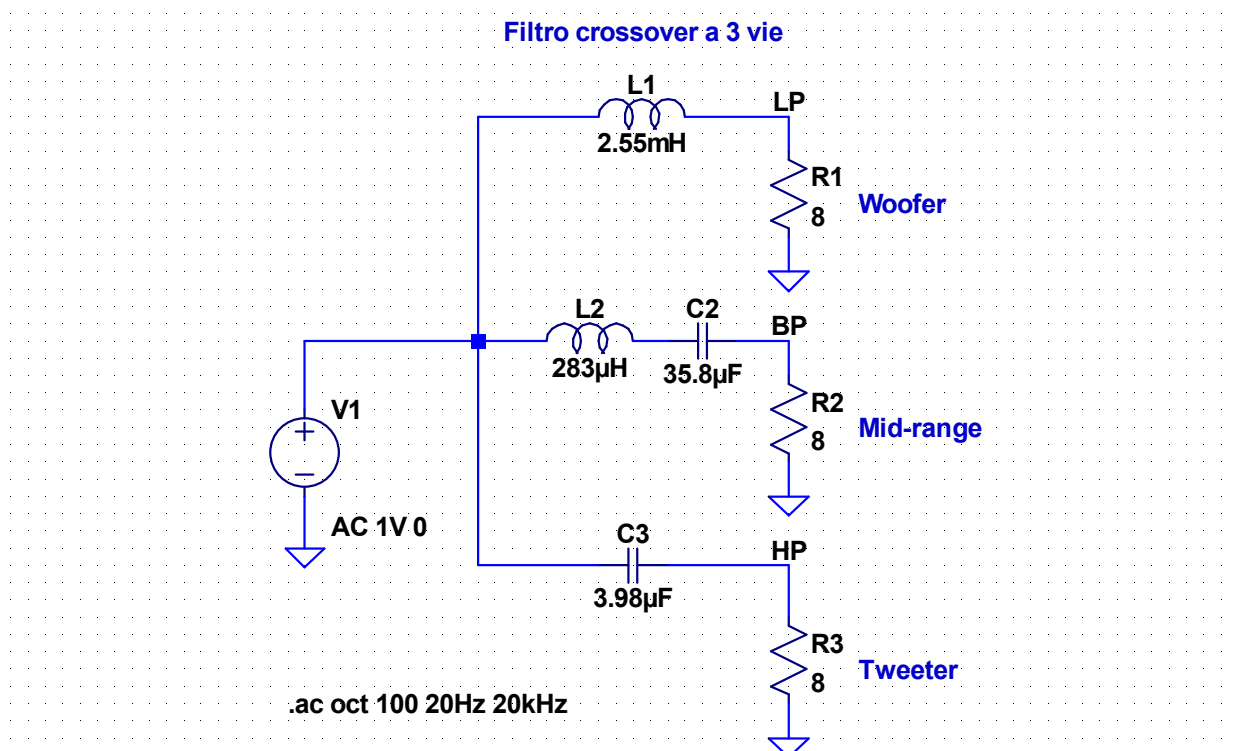 Filtro crossover a 3 vie
L1
LP
2.55mH
R1
8
Woofer
L2
C2
BP
283µH
35.8µF
R2
8
Mid-range
V1
AC 1V 0
C3
HP
3.98µF
R3
8
Tweeter
.ac oct 100 20Hz 20kHz